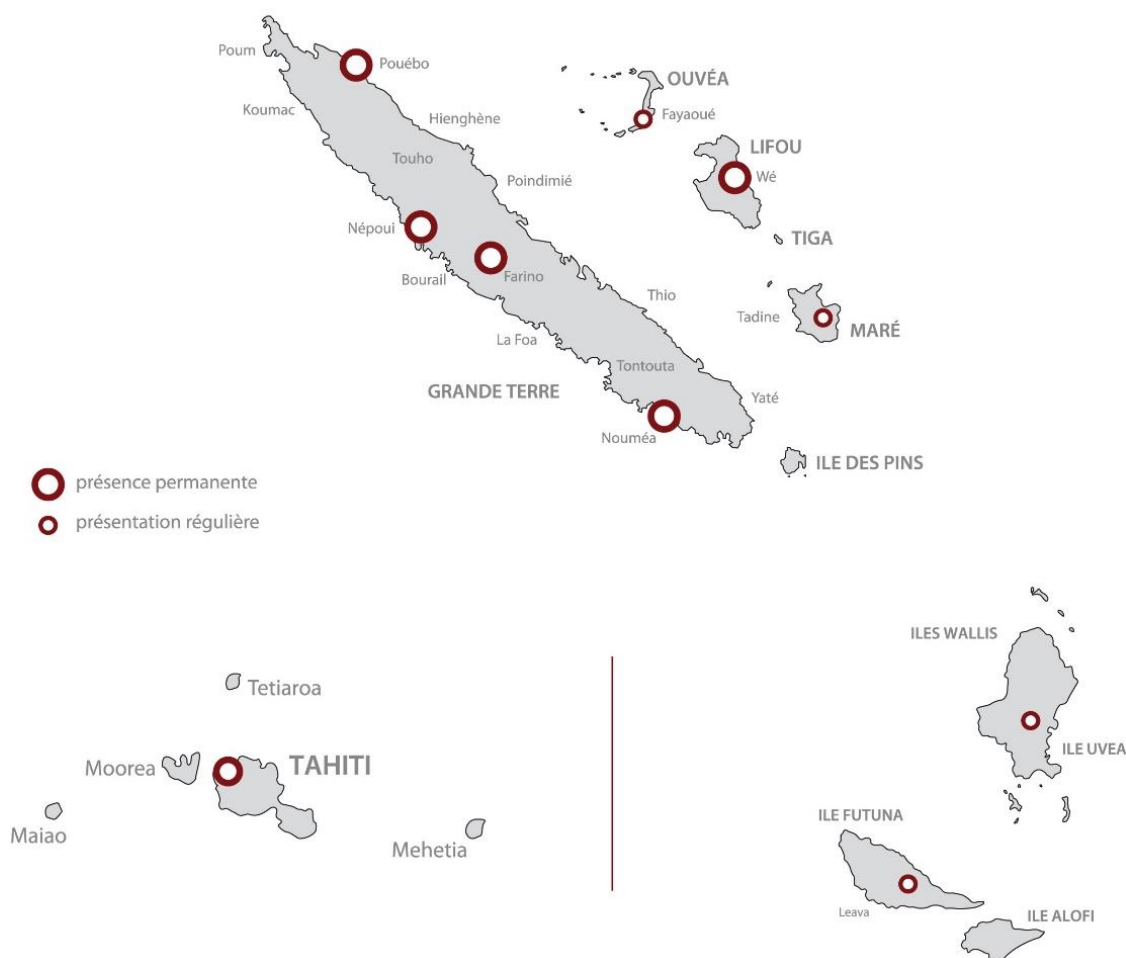 Poum
Pouébo
OUVÉA
Koumac
Fayaoué
Hienghène
LIFOU
Touho
Wé
Poindimié
Népoui
TIGA
Farino
Bourail
Thio
Tadine
MARÉ
La Foa
Tontouta
GRANDE TERRE
Yaté
Nouméa
ILE DES PINS
présence permanente
présentation régulière
ILES WALLIS
Tetiaroa
ILE UVEA
Moorea
TAHITI
ILE FUTUNA
Maiao
Mehetia
Leava
ILE ALOFI